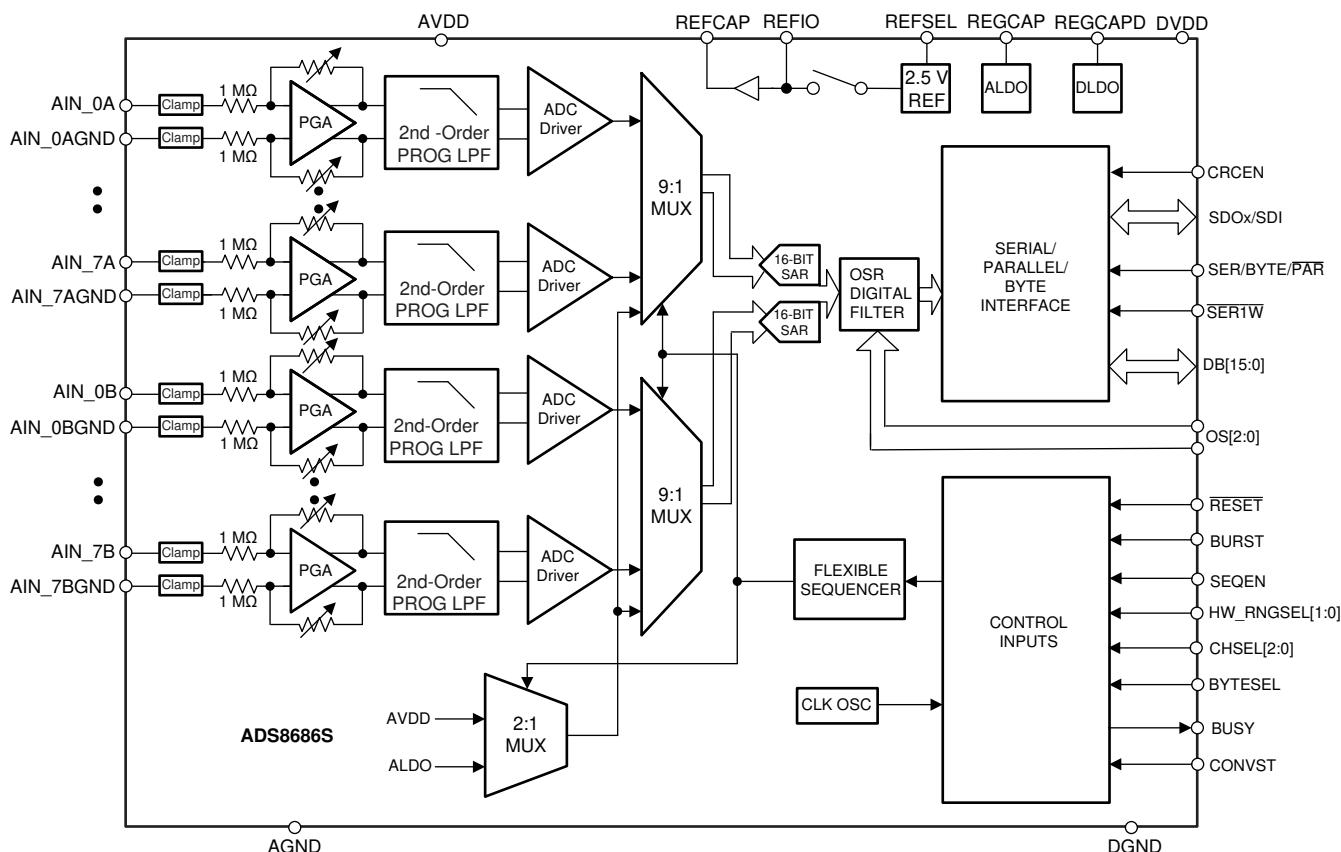 AVDD
REFCAP
REFIO
REFSEL
REGCAP
REGCAPD
DVDD
2.5 V
REF
ALDO
DLDO
AIN_0A
Clamp
1 MΩ
PGA
2nd -Order
PROG LPF
ADC
Driver
AIN_0AGND
Clamp
1 MΩ
9:1
MUX
AIN_7A
Clamp
1 MΩ
PGA
2nd-Order
PROG LPF
ADC
Driver
AIN_7AGND
Clamp
1 MΩ
16-BIT
SAR
16-BIT
SAR
OSR
DIGITAL
FILTER
SERIAL/
PARALLEL/
BYTE
INTERFACE
CRCEN
SDOx/SDI
SER/BYTE/PAR
SER1W
DB[15:0]
OS[2:0]
AIN_0B
Clamp
1 MΩ
PGA
2nd-Order
PROG LPF
ADC
Driver
AIN_0BGND
Clamp
1 MΩ
9:1
MUX
AIN_7B
Clamp
1 MΩ
PGA
2nd-Order
PROG LPF
ADC
Driver
AIN_7BGND
Clamp
1 MΩ
FLEXIBLE
SEQUENCER
CONTROL
INPUTS
CLK OSC
RESET
BURST
SEQEN
HW_RNGSEL[1:0]
CHSEL[2:0]
BYTESEL
BUSY
CONVST
AVDD
ALDO
2:1
MUX
ADS8686S
AGND
DGND